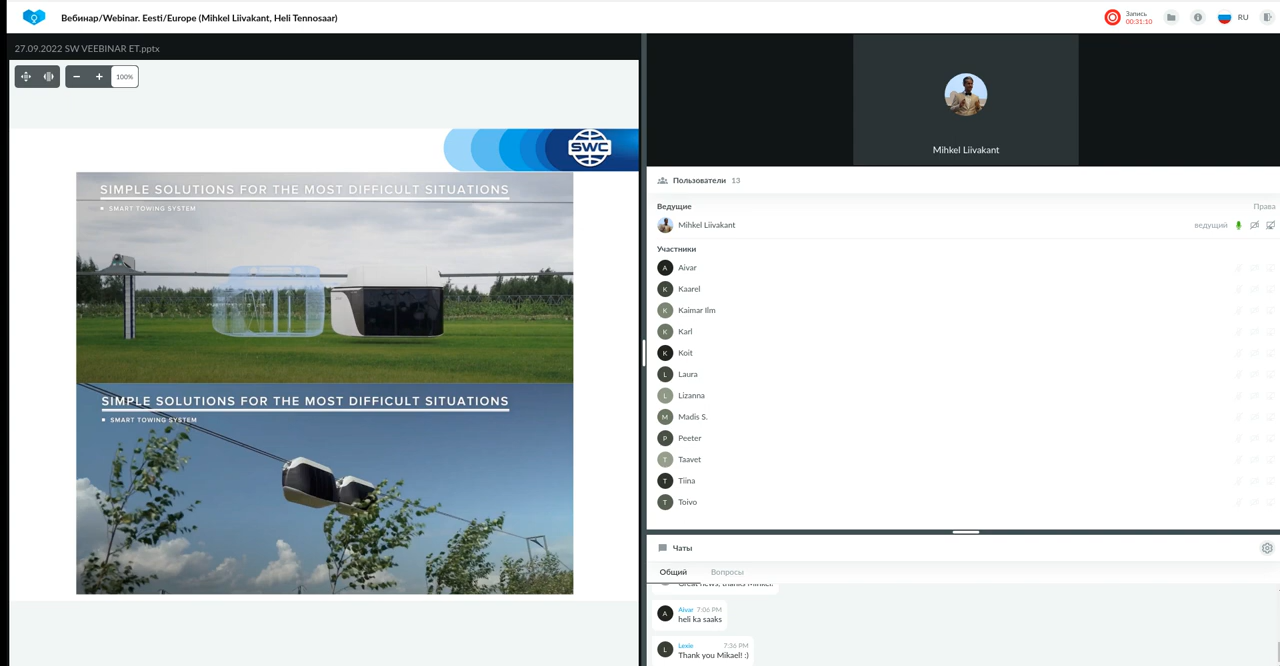 Вебинар/Webinar. Eesti/Europe (Mihkel Liivakant, Heli Tennosaar)
Запись
00:31:10
RU
27.09.2022 SW VEEBINAR ET.pptx
100%
SWC
SIMPLE SOLUTIONS FOR THE MOST DIFFICULT SITUATIONS
SMART TOWING SYSTEM
SIMPLE SOLUTIONS FOR THE MOST DIFFICULT SITUATIONS
SMART TOWING SYSTEM
Mihkel Liivakant
Пользователи 13
Ведущие Права
Mihkel Liivakant ведущий
Участники
A Aivar
K Kaarel
K Kaimar Ilm
K Karl
K Koit
L Laura
L Lizanna
M Madis S.
P Peeter
T Taavet
T Tiina
T Toivo
Чаты
Общий Вопросы
Great news, thanks Mihkel!
A Aivar 7:06 PM
heli ka saaks
L Lexie 7:36 PM
Thank you Mikael! :)